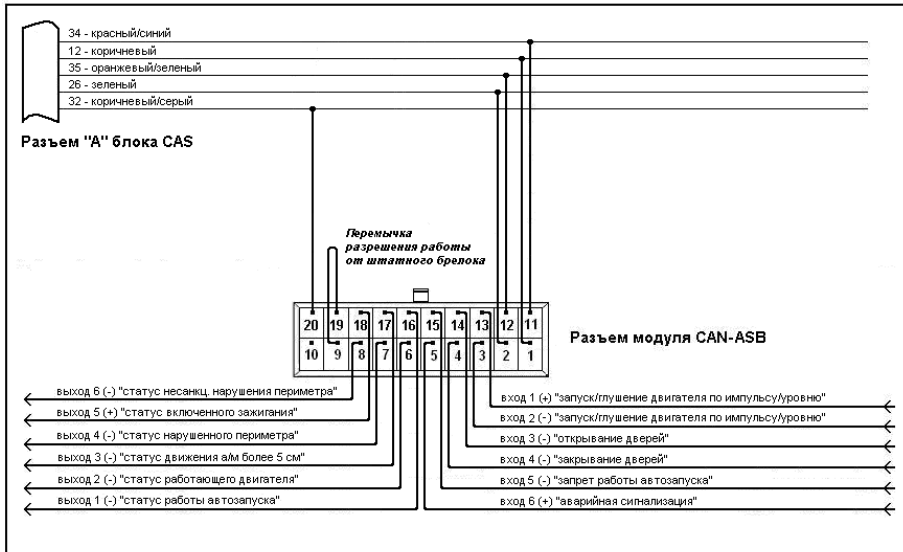 34 - красный/синий
12 - коричневый
35 - оранжевый/зеленый
26 - зеленый
32 - коричневый/серый
Разъем "А" блока CAS
Перемычка
разрешения работы
от штатного брелока
20 19 18 17 16 15 14 13 12 11
10 9 8 7 6 5 4 3 2 1
Разъем модуля CAN-ASB
выход 6 (-) "статус несанкц. нарушения периметра"
выход 5 (+) "статус включенного зажигания"
выход 4 (-) "статус нарушенного периметра"
выход 3 (-) "статус движения а/м более 5 см"
выход 2 (-) "статус работающего двигателя"
выход 1 (-) "статус работы автозапуска"
вход 1 (+) "запуск/глушение двигателя по импульсу/уровню"
вход 2 (-) "запуск/глушение двигателя по импульсу/уровню"
вход 3 (-) "открывание дверей"
вход 4 (-) "закрывание дверей"
вход 5 (-) "запрет работы автозапуска"
вход 6 (+) "аварийная сигнализация"